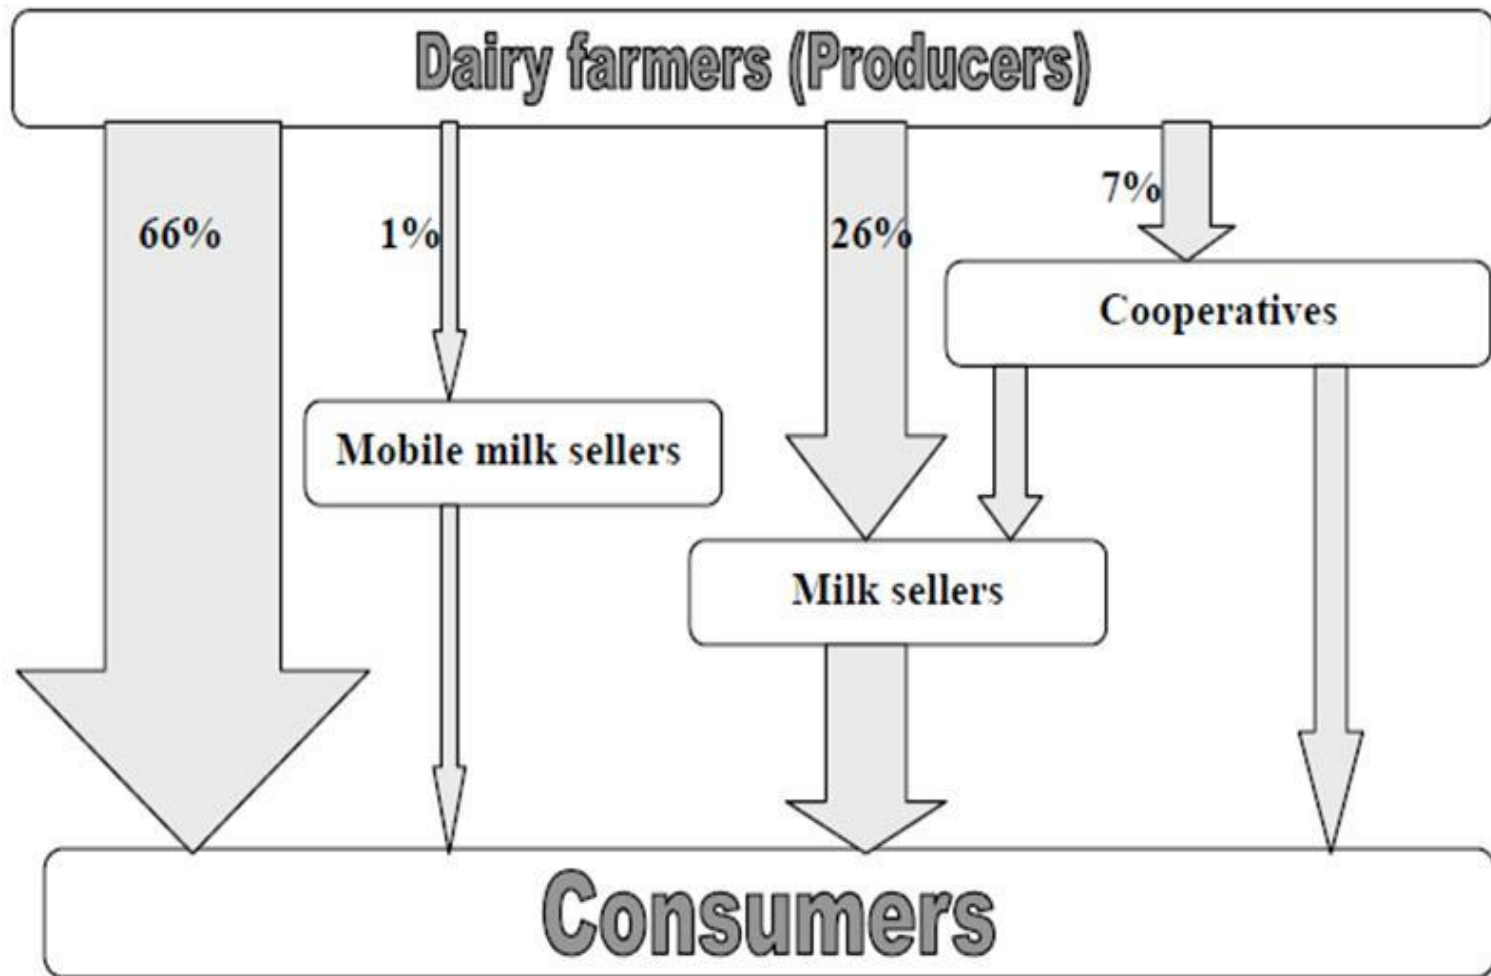 Dairy farmers (Producers)
66%
1%
26%
7%
Cooperatives
Mobile milk sellers
Milk sellers
Consumers